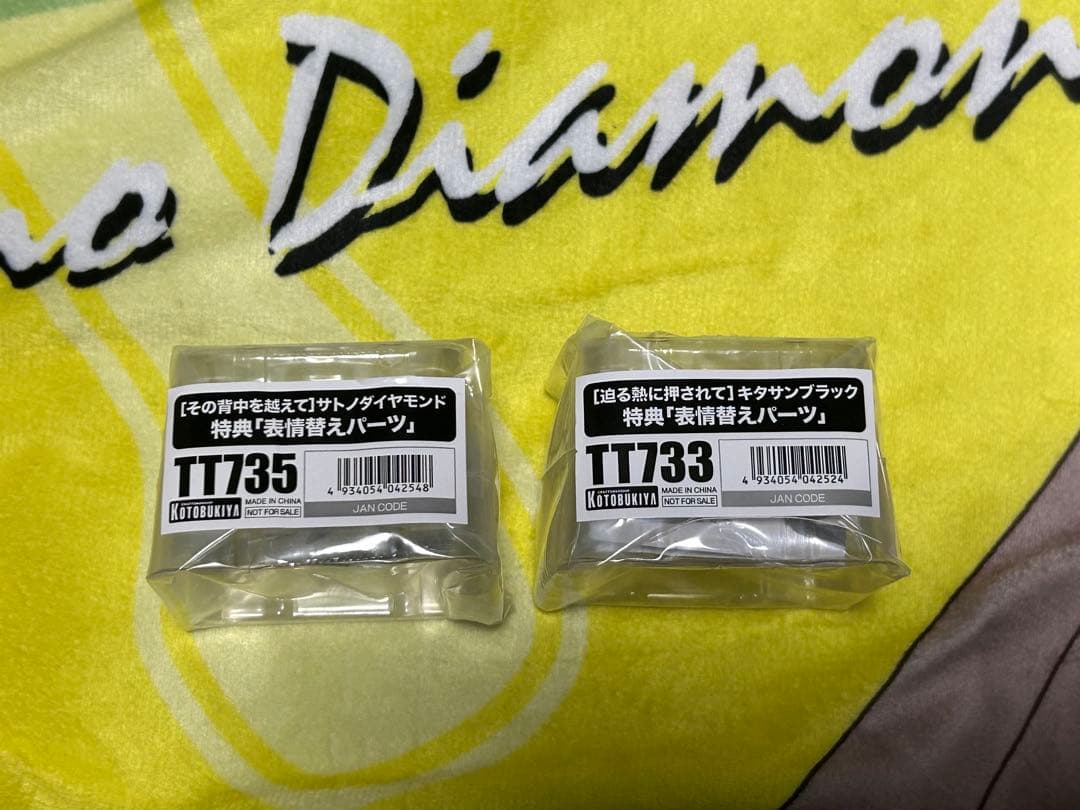 no Diamon
[その背中を越えて]サトノダイヤモンド
特典「表情替えパーツ」
TT735
4 934054 042548
KOTOBUKIYA
MADE IN CHINA
NOT FOR SALE
JAN CODE
[迫る熱に押されて]キタサンブラック
特典「表情替えパーツ」
TT733
4 934054 042524
KOTOBUKIYA
MADE IN CHINA
NOT FOR SALE
JAN CODE